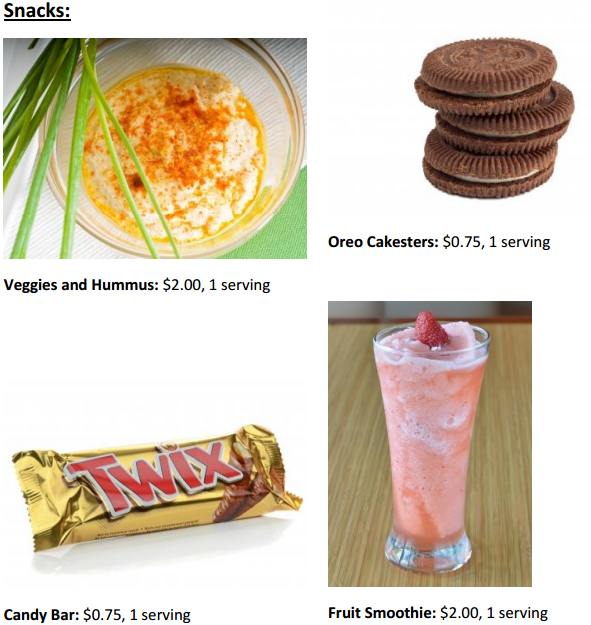 Snacks:
Oreo Cakesters: $0.75, 1 serving
Veggies and Hummus: $2.00, 1 serving
TWIX
Candy Bar: $0.75, 1 serving
Fruit Smoothie: $2.00, 1 serving